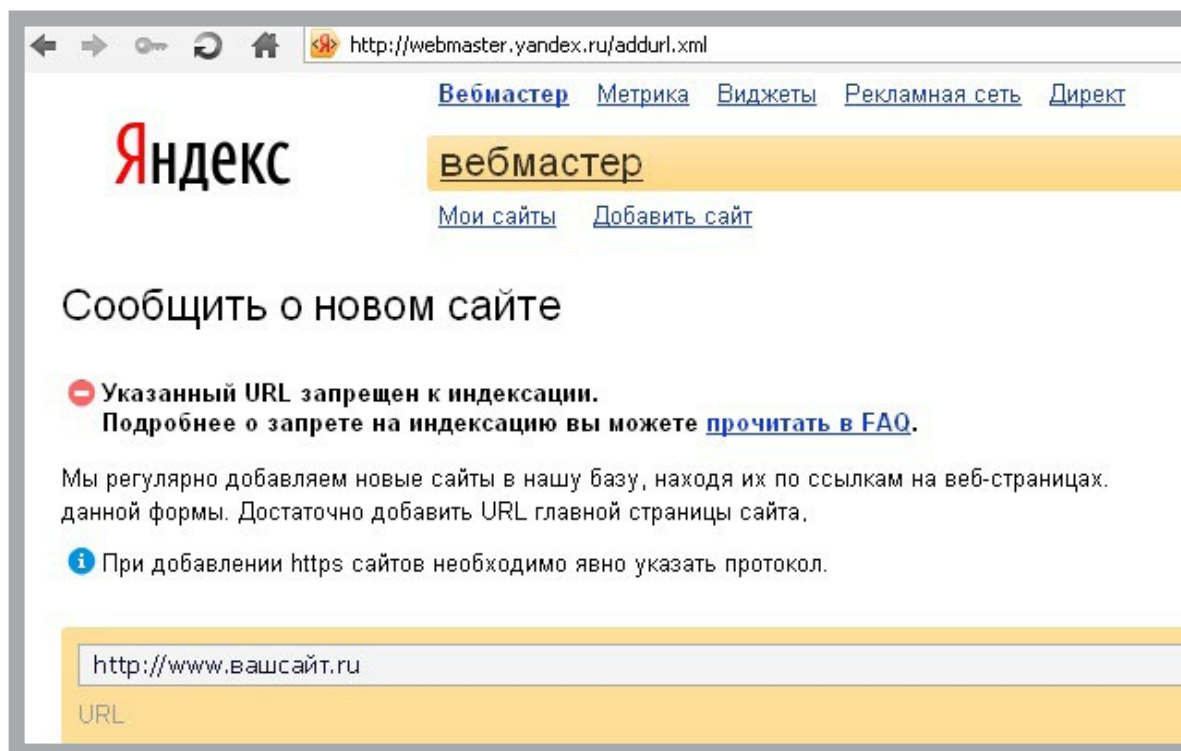 http://webmaster.yandex.ru/addurl.xml
Вебмастер Метрика Виджеты Рекламная сеть Директ
Яндекс
вебмастер
Мои сайты Добавить сайт
Сообщить о новом сайте
Указанный URL запрещен к индексации.
Подробнее о запрете на индексацию вы можете прочитать в FAQ.
Мы регулярно добавляем новые сайты в нашу базу, находя их по ссылкам на веб-страницах.
данной формы. Достаточно добавить URL главной страницы сайта,
При добавлении https сайтов необходимо явно указать протокол.
http://www.вашсайт.ru
URL